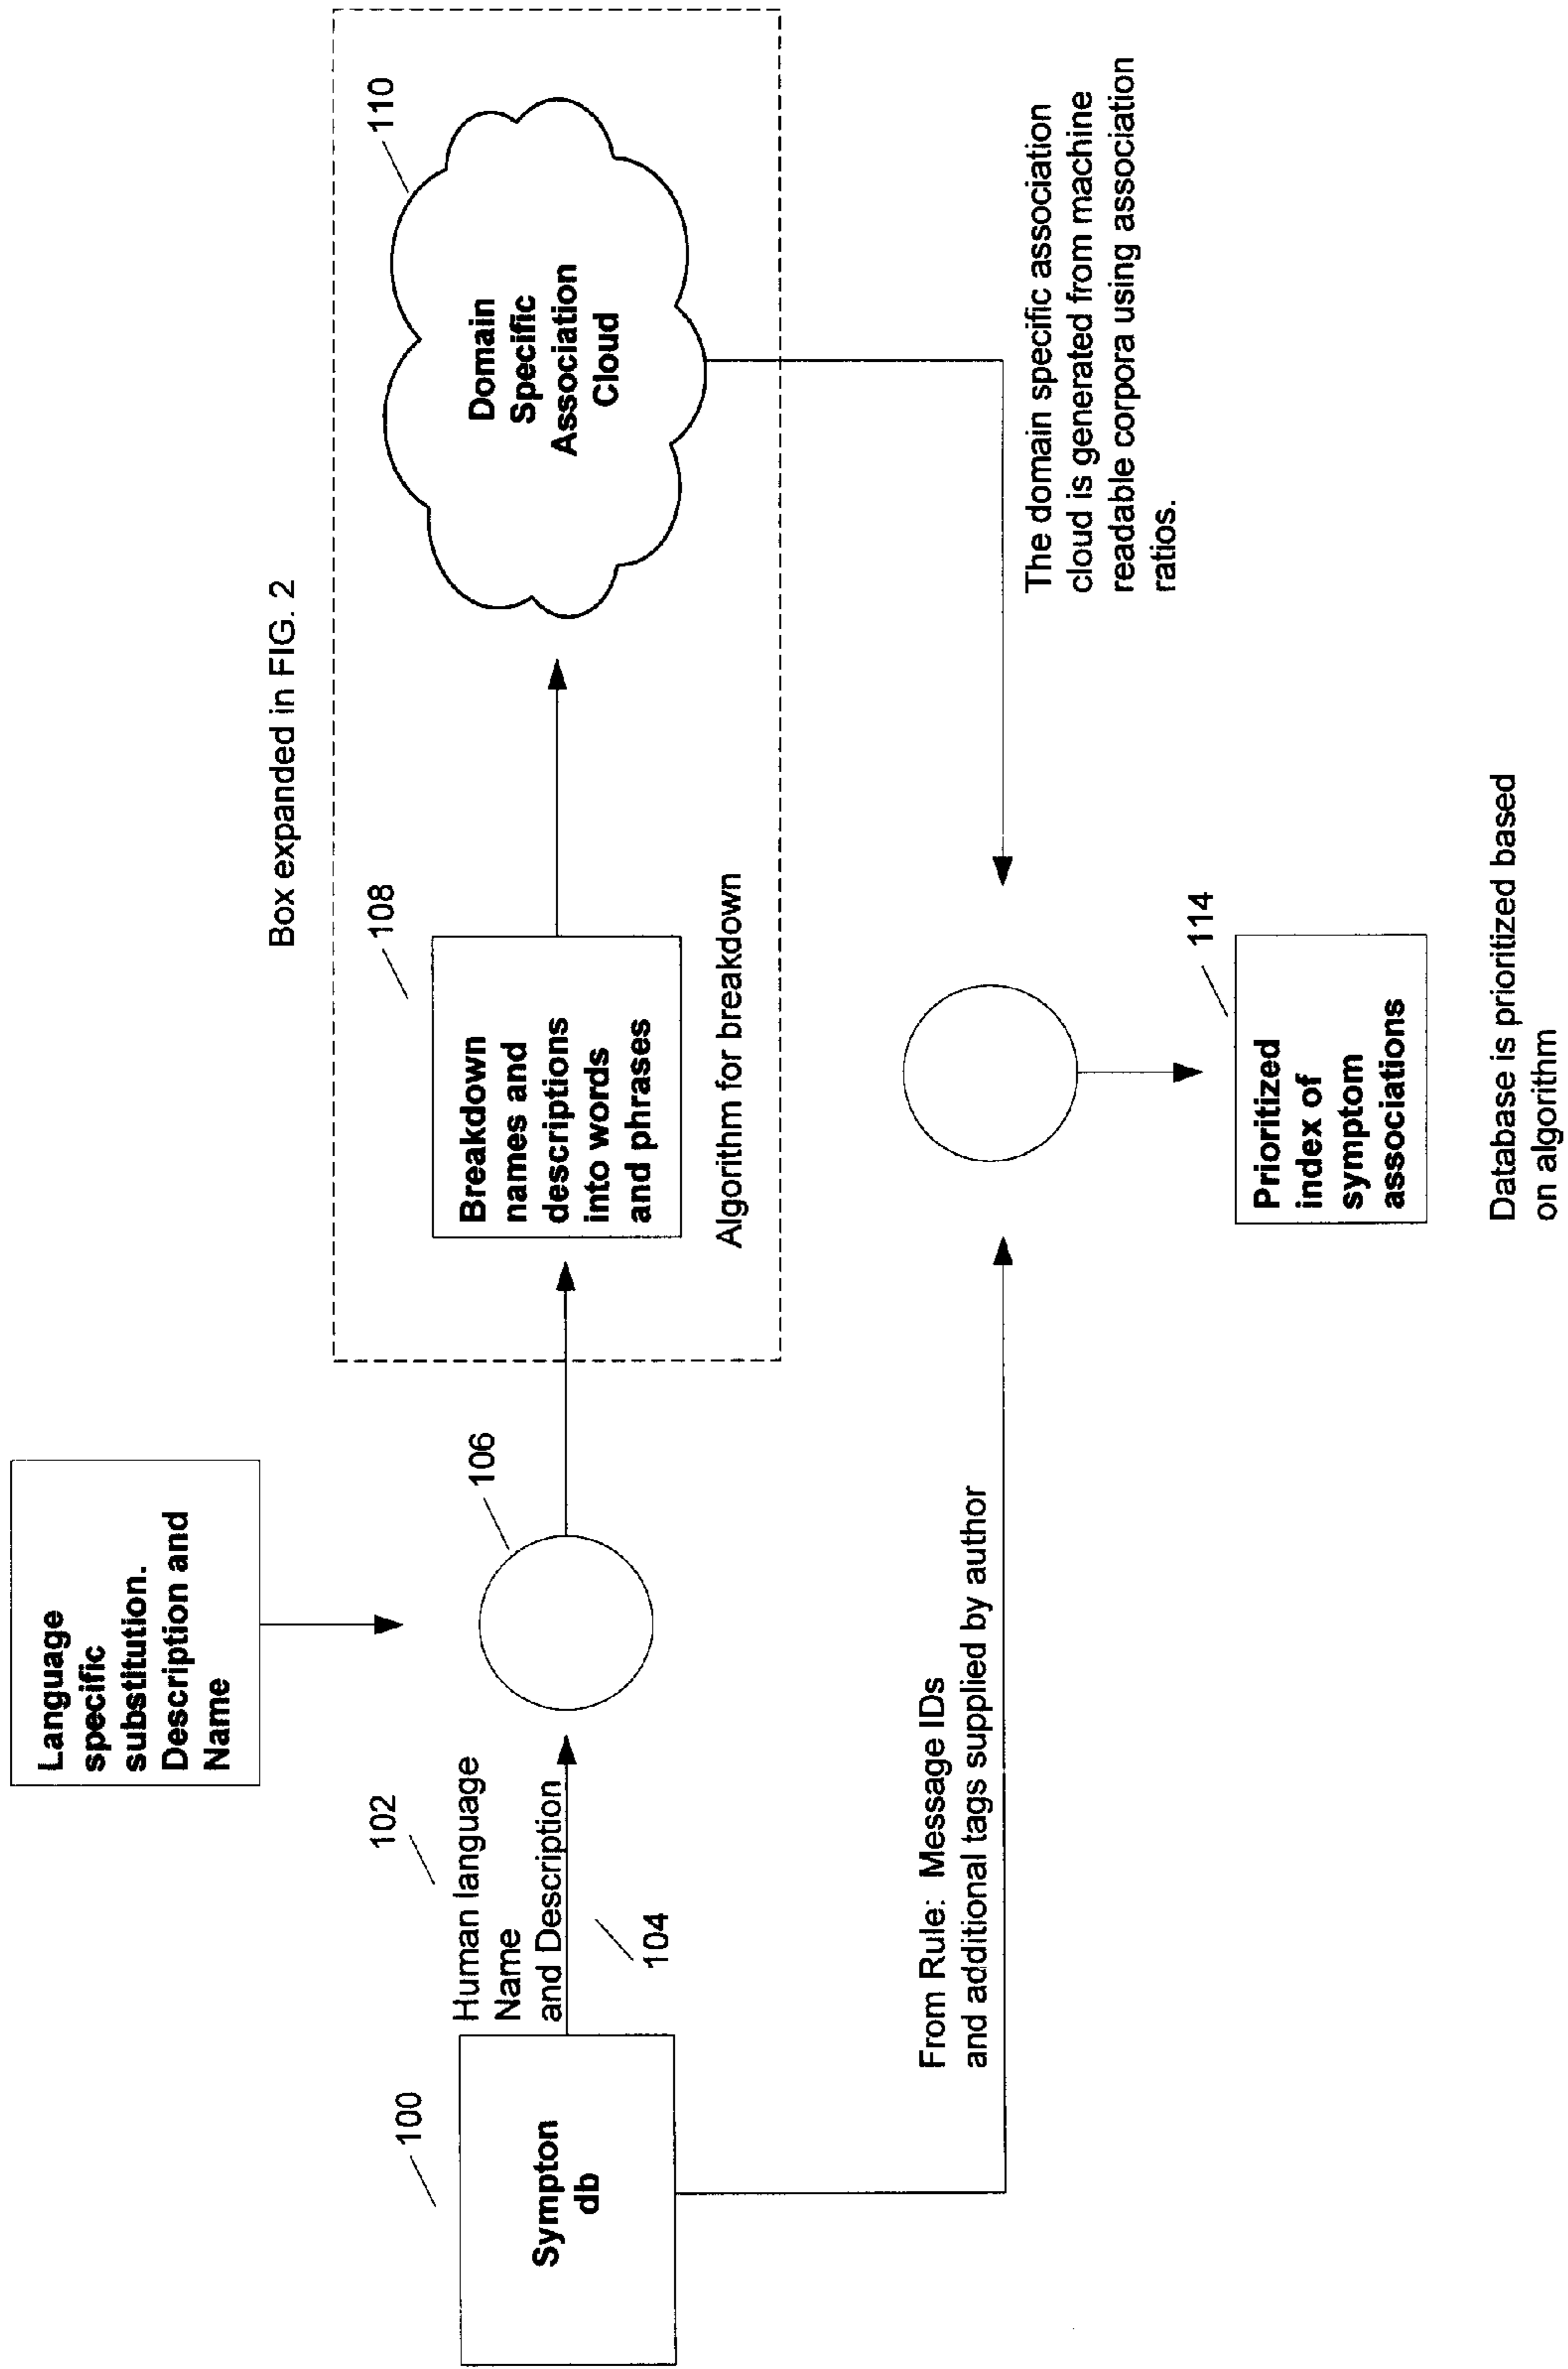 Language
specific
substitution.
Description and
Name
100
Sympton
db
102
Human language
Name
and Description
104
106
Box expanded in FIG. 2
108
Breakdown
names and
descriptions
into words
and phrases
Algorithm for breakdown
110
Domain
Specific
Association
Cloud
From Rule: Message IDs
and additional tags supplied by author
The domain specific association
cloud is generated from machine
readable corpora using association
ratios.
114
Prioritized
index of
symptom
associations
Database is prioritized based
on algorithm